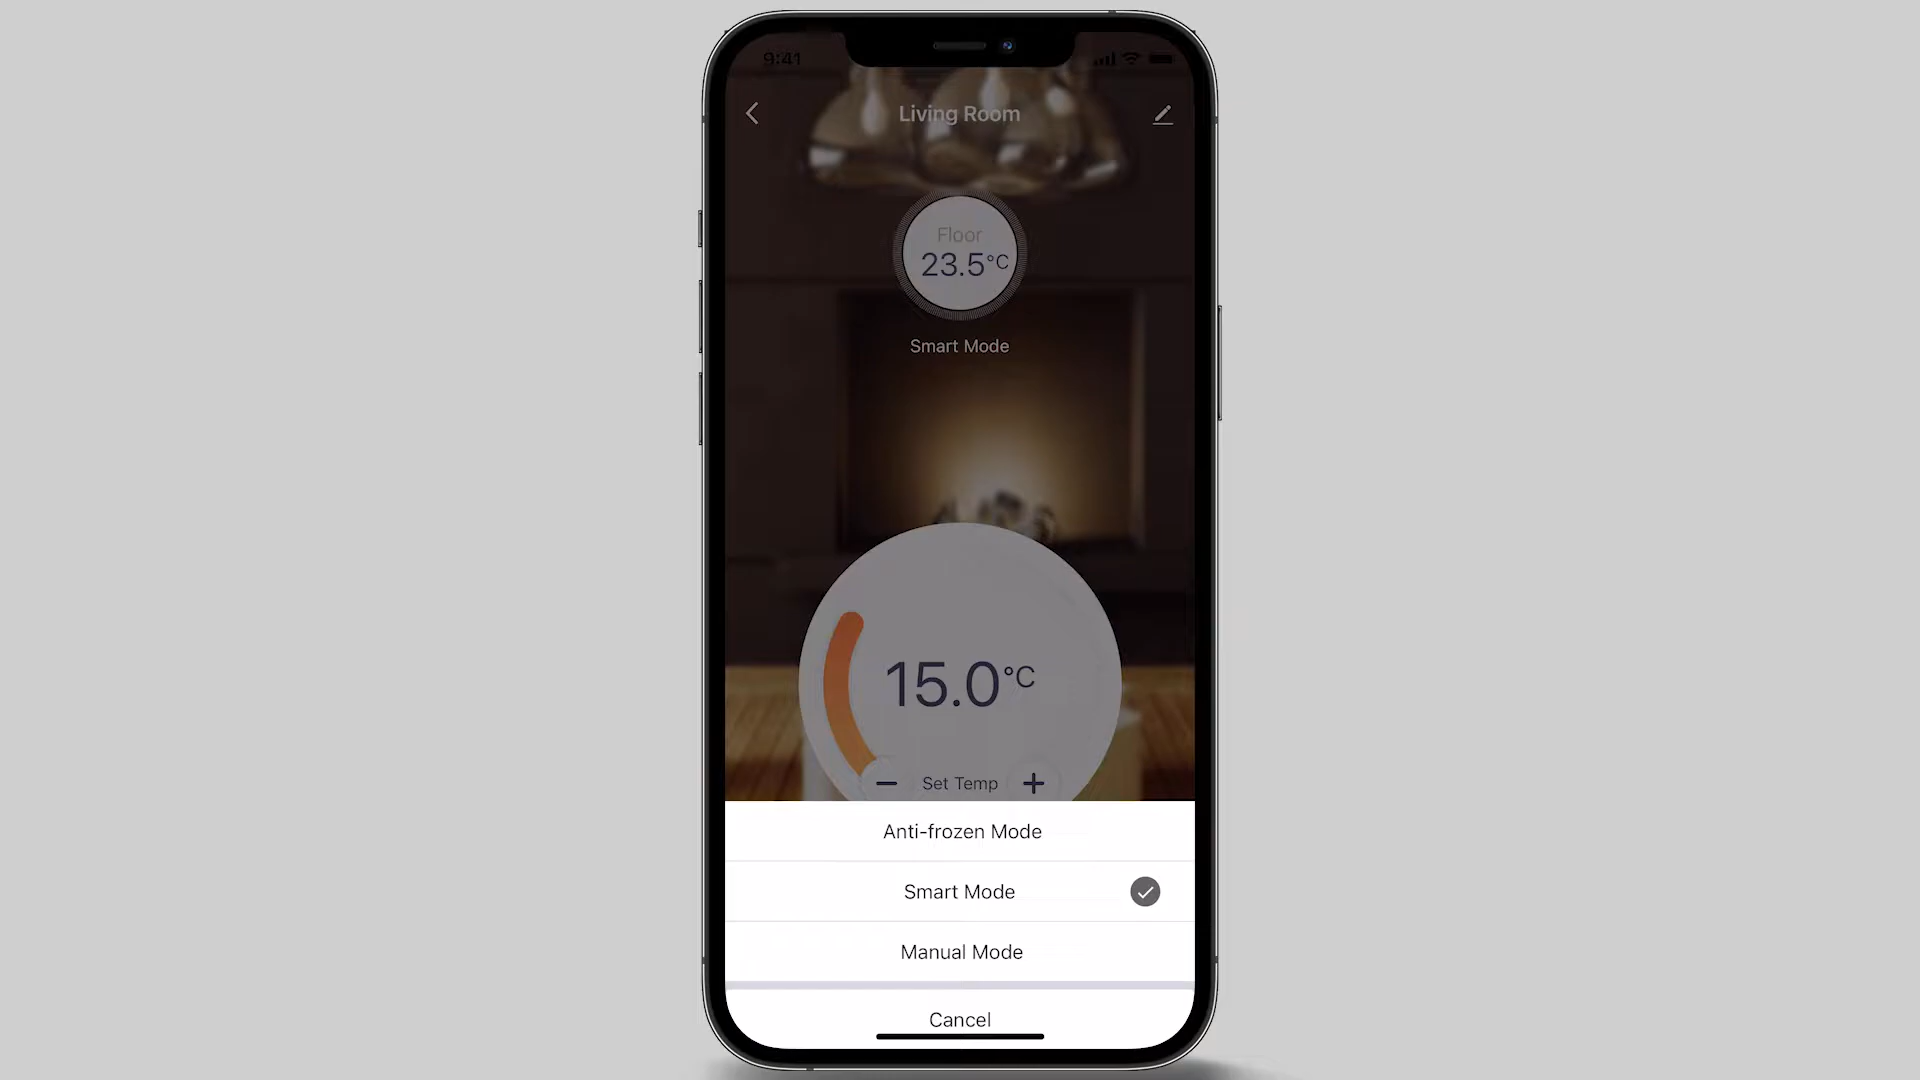 9:41
Living Room
Floor
23.5°C
Smart Mode
15.0°C
Set Temp
Anti-frozen Mode
Smart Mode
Manual Mode
Cancel